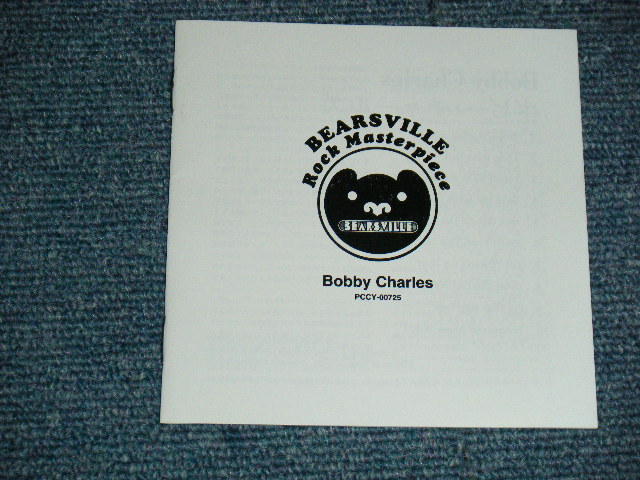 BEARSVILLE
Rock Masterpiece
BEARSVILLE
Bobby Charles
PCCY-00725